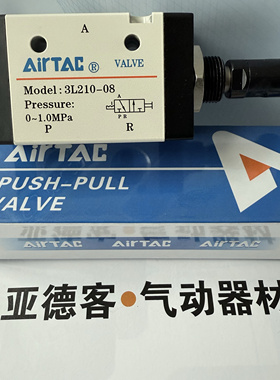 A
AirTAC ® VALVE
Model: 3L210-08
Pressure:
0~1.0MPa
A
P R
P R
AirTAC
PUSH-PULL
VALVE
AirTAC AirTAC AirTAC
亚德客·气动器材